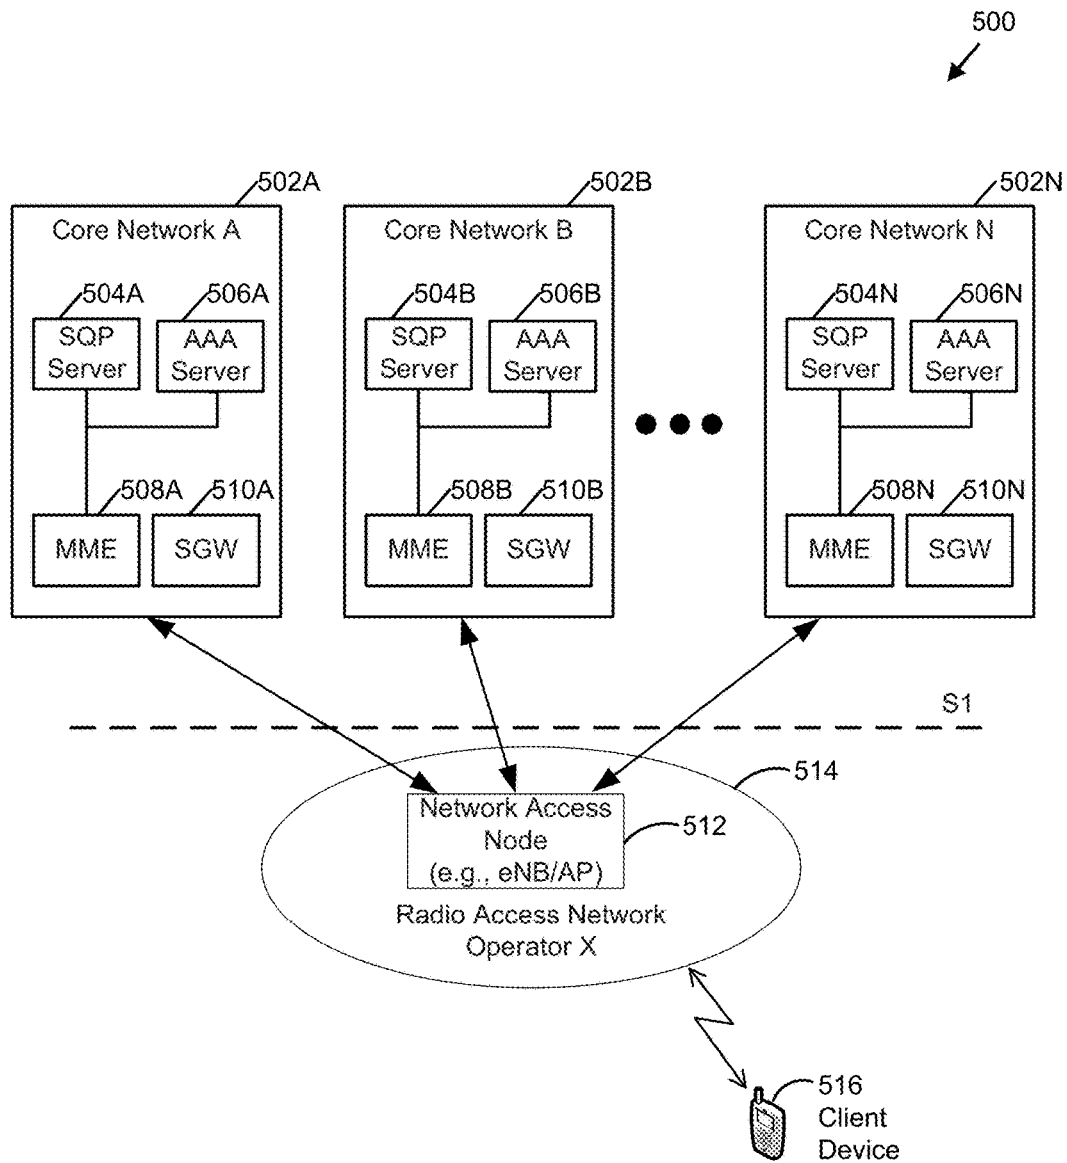 500
502A
502B
502N
Core Network A
Core Network B
Core Network N
504A
506A
504B
506B
504N
506N
SQP
Server
AAA
Server
SQP
Server
AAA
Server
SQP
Server
AAA
Server
508A
510A
508B
510B
508N
510N
MME
SGW
MME
SGW
MME
SGW
S1
514
Network Access
Node
(e.g., eNB/AP)
512
Radio Access Network
Operator X
516
Client
Device